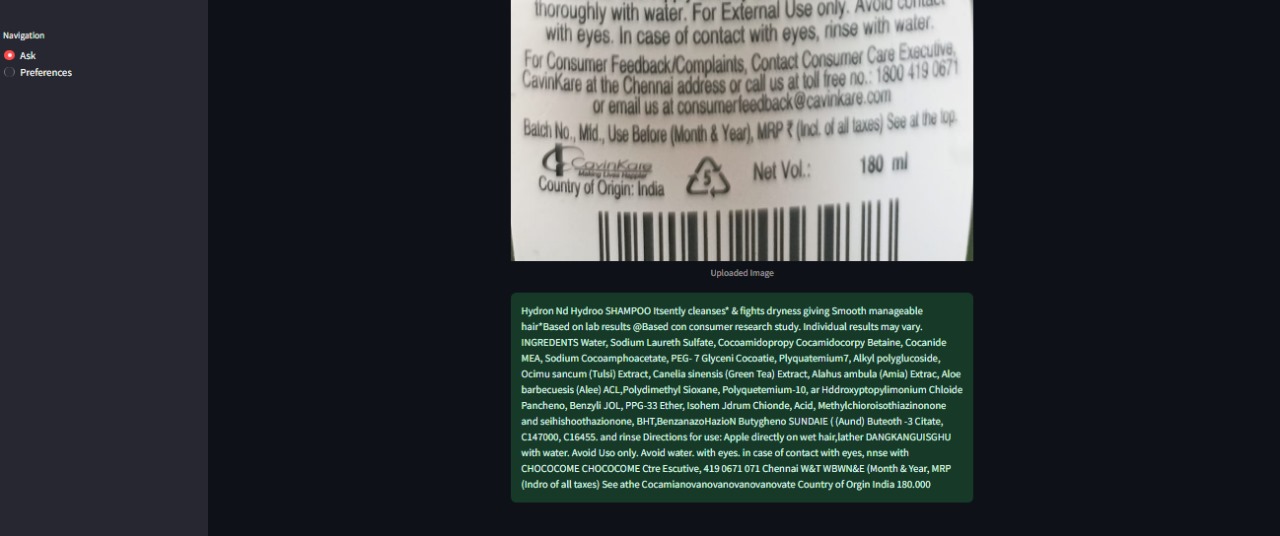 Navigation
Ask
Preferences
thoroughly with water. For External Use only. Avoid contact
with eyes. In case of contact with eyes, rinse with water.
For Consumer Feedback/Complaints, Contact Consumer Care Executive,
CavinKare at the Chennai address or call us at toll free no.: 1800 419 0671
or email us at consumerfeedback@cavinkare.com
Batch No., Mfd., Use Before (Month & Year), MRP ₹ (Incl. of all taxes) See at the top.
CavinKare
Making Lives Happier
Country of Origin: India
5
Net Vol.: 180 ml
Uploaded Image
Hydron Nd Hydroo SHAMPOO Itsently cleanses* & fights dryness giving Smooth manageable
hair*Based on lab results @Based con consumer research study. Individual results may vary.
INGREDENTS Water, Sodium Laureth Sulfate, Cocoamidopropy Cocamidocorpy Betaine, Cocanide
MEA, Sodium Cocoamphoacetate, PEG- 7 Glyceni Cocoatie, Plyquatemium7, Alkyl polyglucoside,
Ocimu sancum (Tulsi) Extract, Canelia sinensis (Green Tea) Extract, Alahus ambula (Amia) Extrac, Aloe
barbecuesis (Alee) ACL,Polydimethyl Sioxane, Polyquetemium-10, ar Hddroxyptopylimonium Chloide
Pancheno, Benzyli JOL, PPG-33 Ether, Isohem Jdrum Chionde, Acid, Methylchioroisothiazinonone
and seihishoothazionone, BHT,BenzanazoHazioN Butygheno SUNDAIE ( (Aund) Buteoth -3 Citate,
C147000, C16455. and rinse Directions for use: Apple directly on wet hair,lather DANGKANGUISGHU
with water. Avoid Uso only. Avoid water. with eyes. in case of contact with eyes, nnse with
CHOCOCOME CHOCOCOME Ctre Escutive, 419 0671 071 Chennai W&T WBWN&E (Month & Year, MRP
(Indro of all taxes) See athe Cocamianovanovanovanovanovate Country of Orgin India 180.000